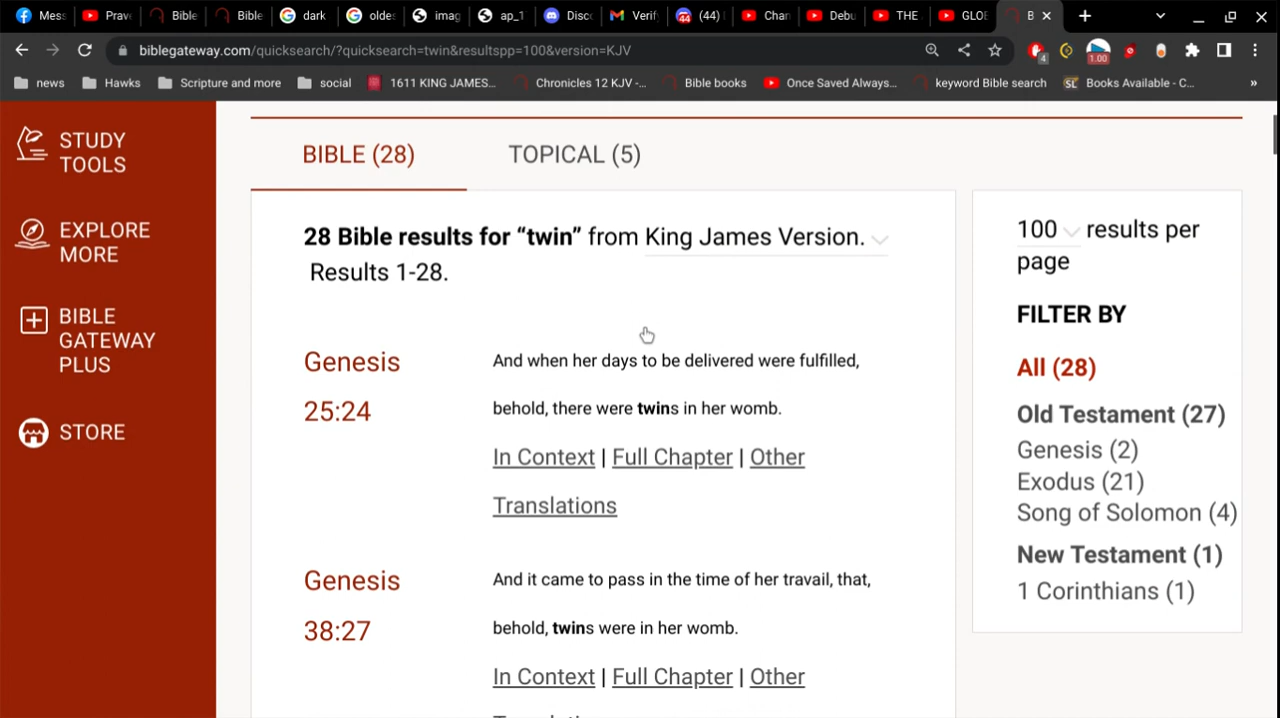 Mess
Prav
Bible
Bible
dark
oldes
imag
ap_1
Disc
Verify
(44)
Chan
Debu
THE
GLOE
B
biblegateway.com/quicksearch/?quicksearch=twin&resultspp=100&version=KJV
4
1.00
news
Hawks
Scripture and more
social
1611 KING JAMES...
Chronicles 12 KJV -...
Bible books
Once Saved Always...
keyword Bible search
SL
Books Available - C...
»
STUDY
TOOLS
EXPLORE
MORE
BIBLE
GATEWAY
PLUS
STORE
BIBLE (28)
TOPICAL (5)
28 Bible results for “twin” from King James Version.
Results 1-28.
Genesis
25:24
And when her days to be delivered were fulfilled,
behold, there were twins in her womb.
In Context | Full Chapter | Other
Translations
Genesis
38:27
And it came to pass in the time of her travail, that,
behold, twins were in her womb.
In Context | Full Chapter | Other
100 results per
page
FILTER BY
All (28)
Old Testament (27)
Genesis (2)
Exodus (21)
Song of Solomon (4)
New Testament (1)
1 Corinthians (1)